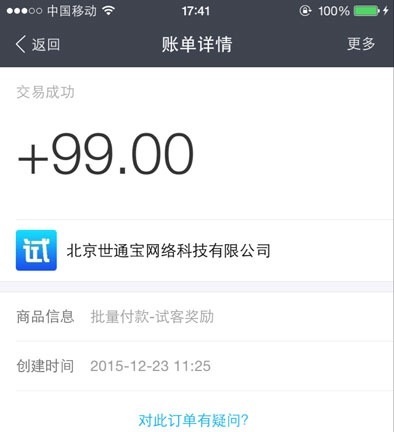 中国移动 17:41 100%
返回 账单详情 更多
交易成功
+99.00
试 北京世通宝网络科技有限公司
商品信息 批量付款-试客奖励
创建时间 2015-12-23 11:25
对此订单有疑问?